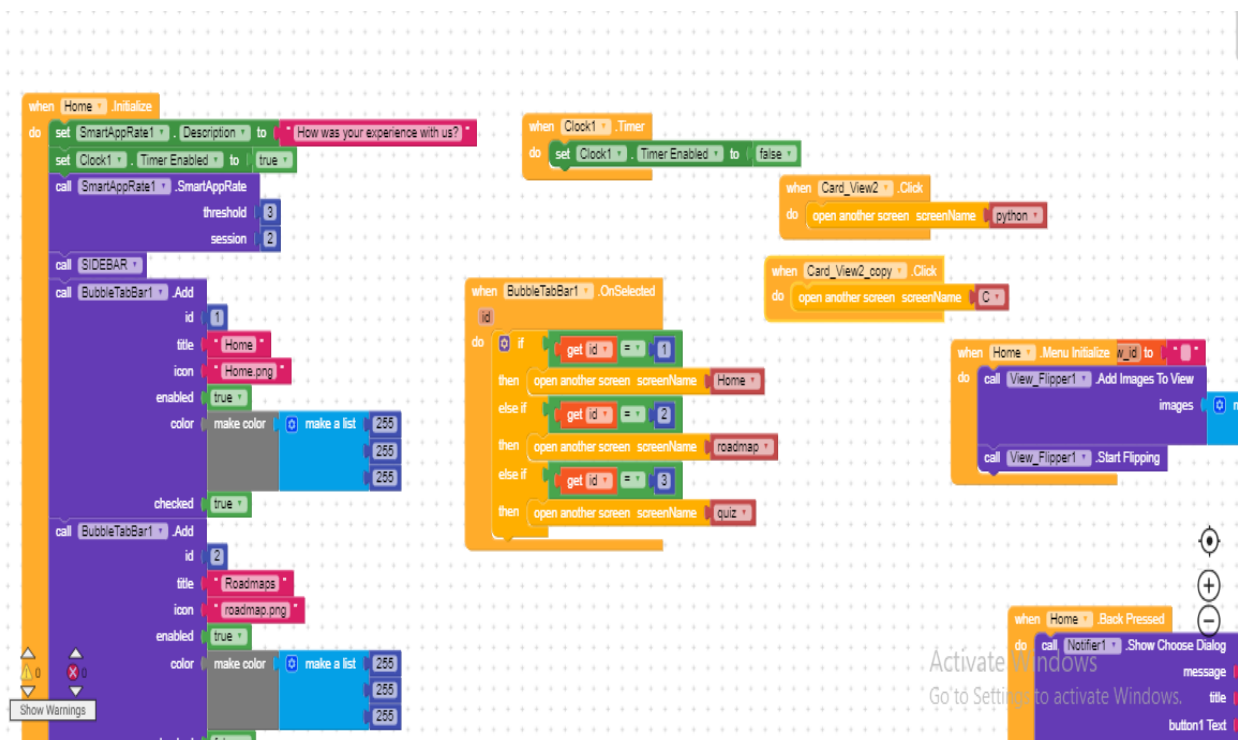 when Home .Initialize
do set SmartAppRate1 . Description to " How was your experience with us? "
set Clock1 . Timer Enabled to true
call SmartAppRate1 .SmartAppRate
threshold 3
session 2
call SIDEBAR
call BubbleTabBar1 .Add
id 1
title " Home "
icon " Home.png "
enabled true
color make color make a list 255
255
255
checked true
call BubbleTabBar1 .Add
id 2
title " Roadmaps "
icon " roadmap.png "
enabled true
color make color make a list 255
255
255
when Clock1 .Timer
do set Clock1 . Timer Enabled to false
when Card_View2 .Click
do open another screen screenName python
when Card_View2_copy .Click
do open another screen screenName C
when BubbleTabBar1 .OnSelected
id
do if get id = 1
then open another screen screenName Home
else if get id = 2
then open another screen screenName roadmap
else if get id = 3
then open another screen screenName quiz
when Home .Menu Initialize w_id to " "
do call View_Flipper1 .Add Images To View
images
call View_Flipper1 .Start Flipping
when Home .Back Pressed
do call Notifier1 .Show Choose Dialog
message
title
button1 Text
0 0
Show Warnings
Activate Windows
Go to Settings to activate Windows.